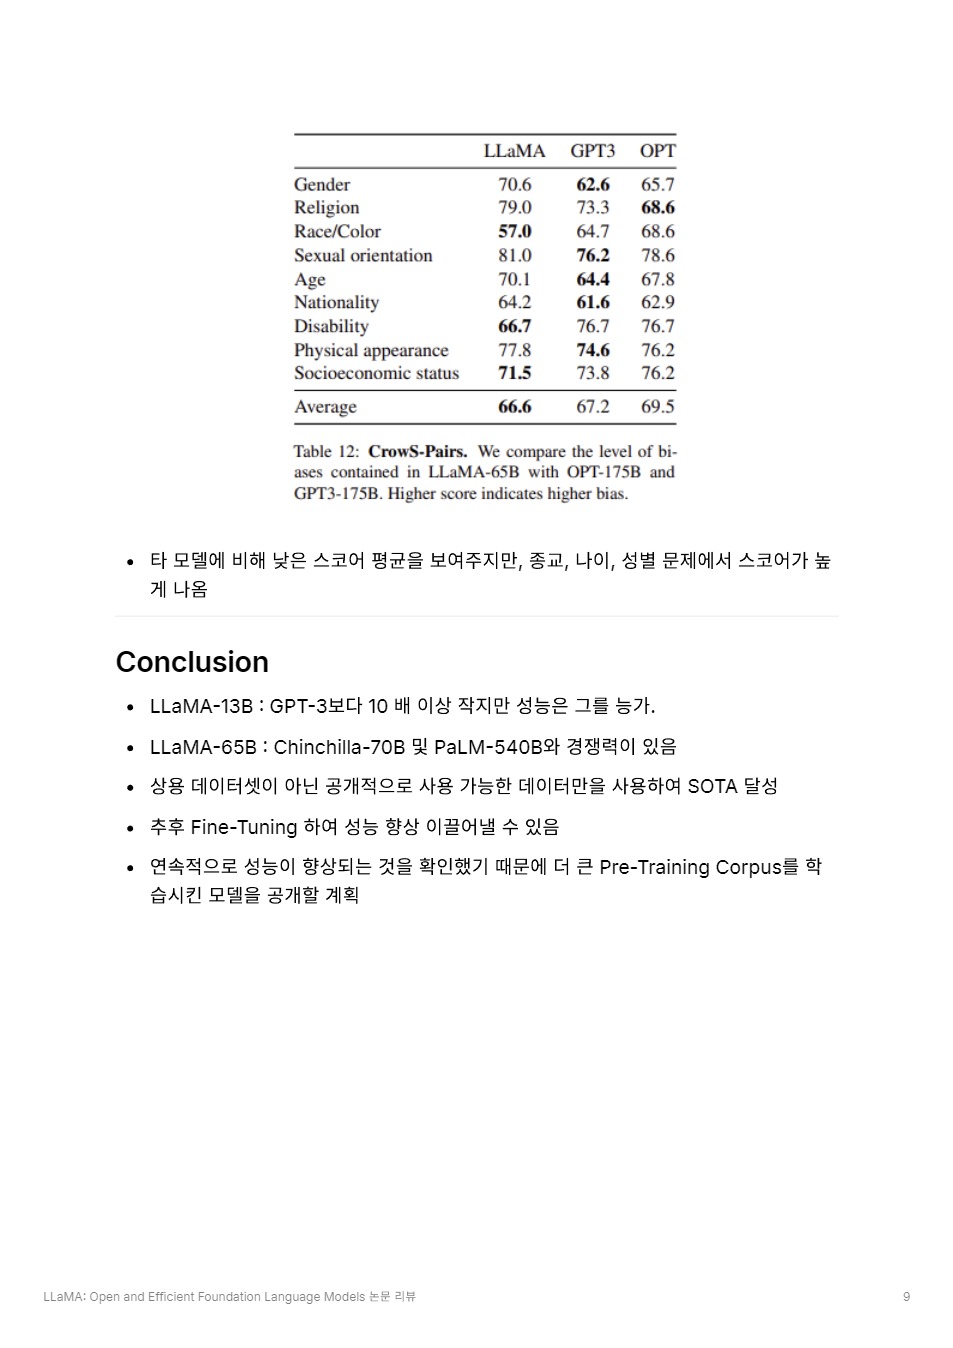 LLaMA GPT3 OPT
Gender 70.6 62.6 65.7
Religion 79.0 73.3 68.6
Race/Color 57.0 64.7 68.6
Sexual orientation 81.0 76.2 78.6
Age 70.1 64.4 67.8
Nationality 64.2 61.6 62.9
Disability 66.7 76.7 76.7
Physical appearance 77.8 74.6 76.2
Socioeconomic status 71.5 73.8 76.2
Average 66.6 67.2 69.5
Table 12: CrowS-Pairs. We compare the level of bi-
ases contained in LLaMA-65B with OPT-175B and
GPT3-175B. Higher score indicates higher bias.
• 타 모델에 비해 낮은 스코어 평균을 보여주지만, 종교, 나이, 성별 문제에서 스코어가 높
게 나옴
Conclusion
• LLaMA-13B : GPT-3보다 10 배 이상 작지만 성능은 그를 능가.
• LLaMA-65B : Chinchilla-70B 및 PaLM-540B와 경쟁력이 있음
• 상용 데이터셋이 아닌 공개적으로 사용 가능한 데이터만을 사용하여 SOTA 달성
• 추후 Fine-Tuning 하여 성능 향상 이끌어낼 수 있음
• 연속적으로 성능이 향상되는 것을 확인했기 때문에 더 큰 Pre-Training Corpus를 학
습시킨 모델을 공개할 계획
LLaMA: Open and Efficient Foundation Language Models 논문 리뷰 9